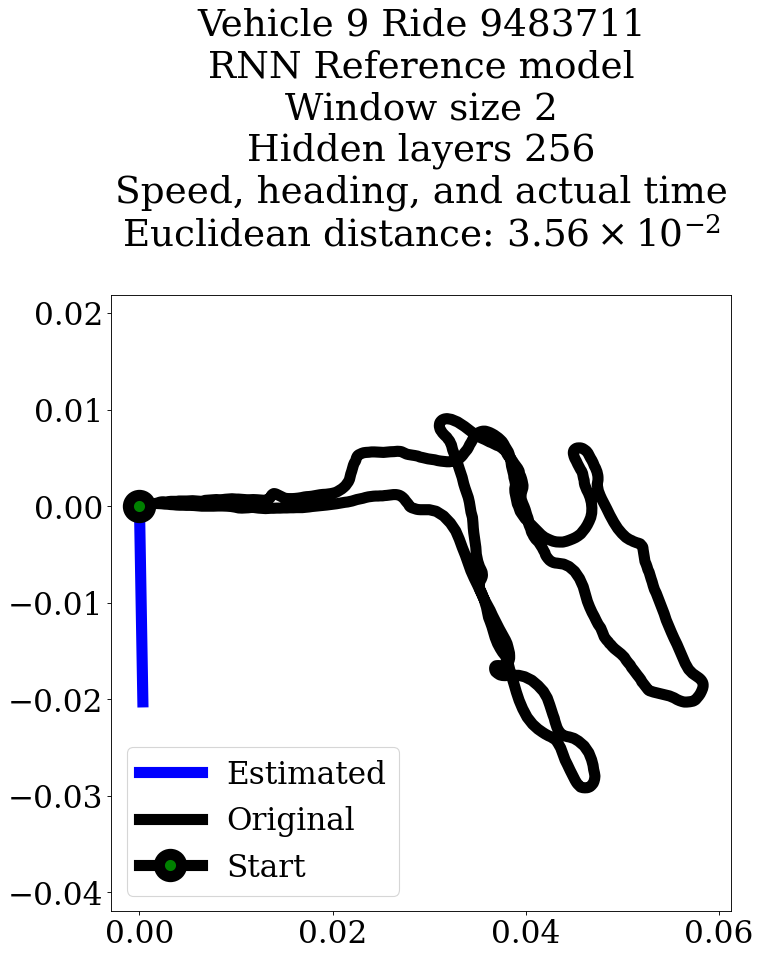 Vehicle 9 Ride 9483711
RNN Reference model
Window size 2
Hidden layers 256
Speed, heading, and actual time
Euclidean distance: 3.56 × 10⁻²
0.02
0.01
0.00
−0.01
−0.02
−0.03
−0.04
Estimated
Original
Start
0.00 0.02 0.04 0.06